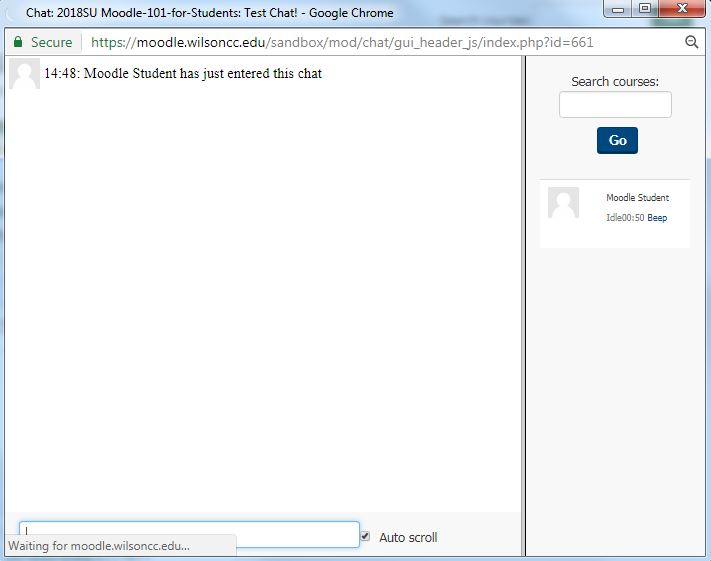 Chat: 2018SU Moodle-101-for-Students: Test Chat! - Google Chrome
Secure https://moodle.wilsoncc.edu/sandbox/mod/chat/gui_header_js/index.php?id=661
14:48: Moodle Student has just entered this chat
Search courses:
Go
Moodle Student
Idle00:50 Beep
Auto scroll
Waiting for moodle.wilsoncc.edu...